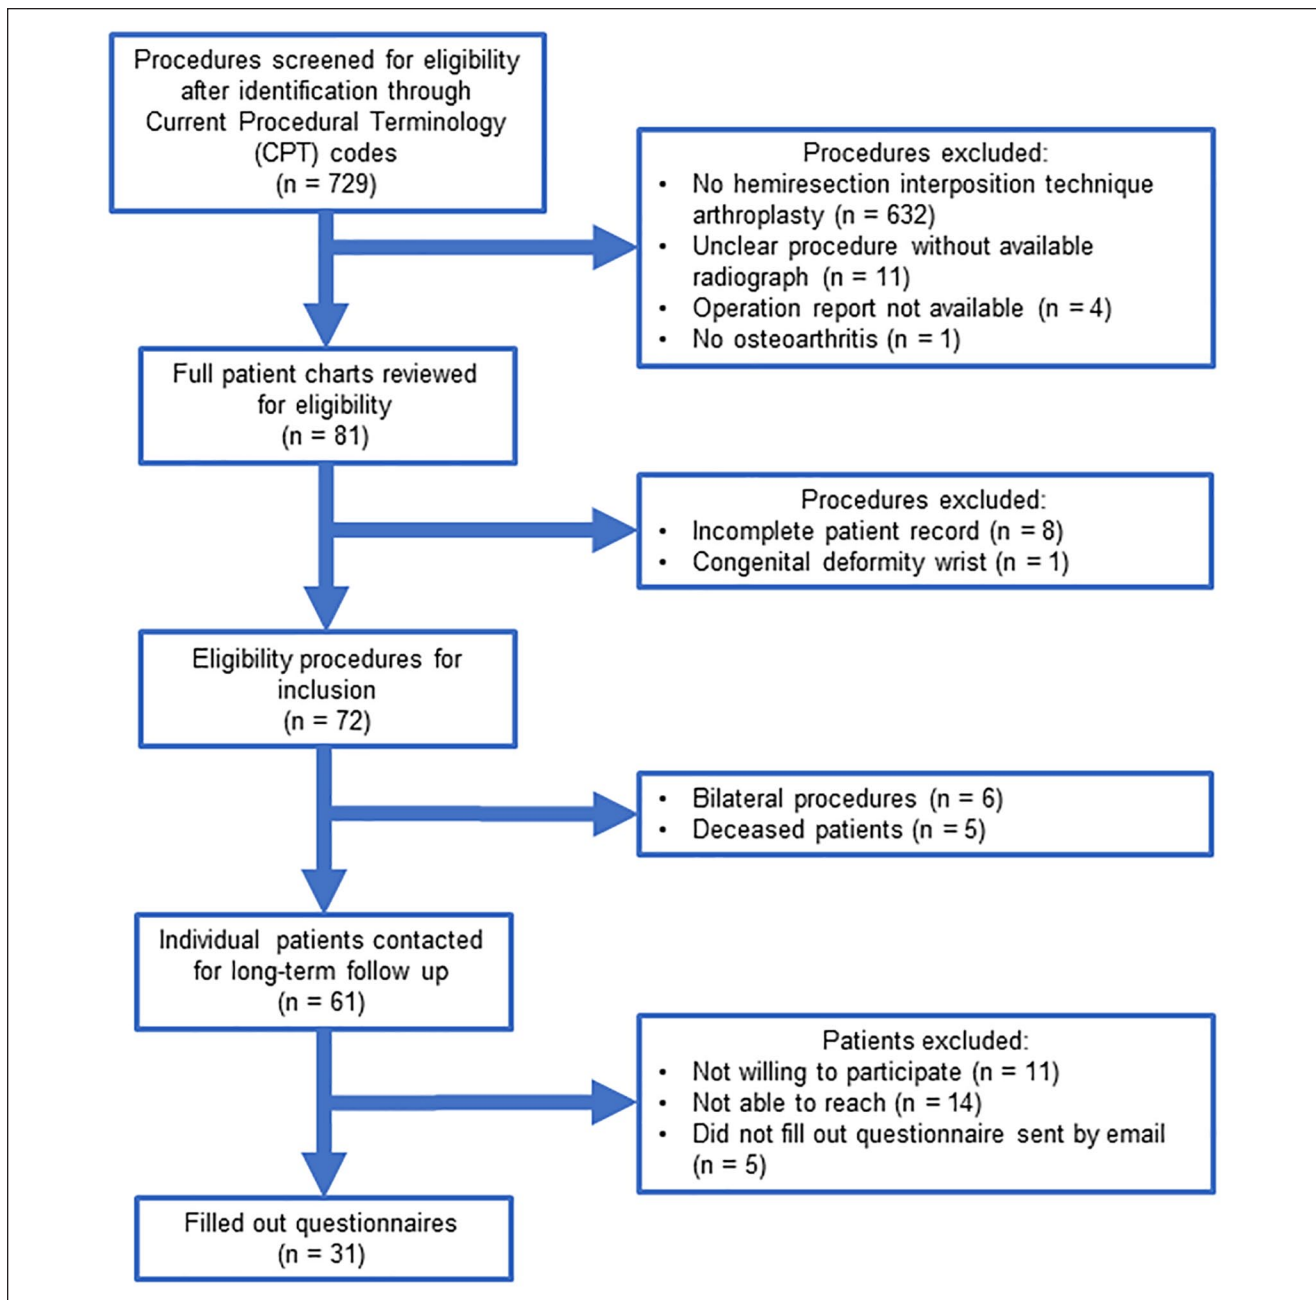 Procedures screened for eligibility
after identification through
Current Procedural Terminology
(CPT) codes
(n = 729)
Procedures excluded:
• No hemiresection interposition technique
arthroplasty (n = 632)
• Unclear procedure without available
radiograph (n = 11)
• Operation report not available (n = 4)
• No osteoarthritis (n = 1)
Full patient charts reviewed
for eligibility
(n = 81)
Procedures excluded:
• Incomplete patient record (n = 8)
• Congenital deformity wrist (n = 1)
Eligibility procedures for
inclusion
(n = 72)
• Bilateral procedures (n = 6)
• Deceased patients (n = 5)
Individual patients contacted
for long-term follow up
(n = 61)
Patients excluded:
• Not willing to participate (n = 11)
• Not able to reach (n = 14)
• Did not fill out questionnaire sent by email
(n = 5)
Filled out questionnaires
(n = 31)